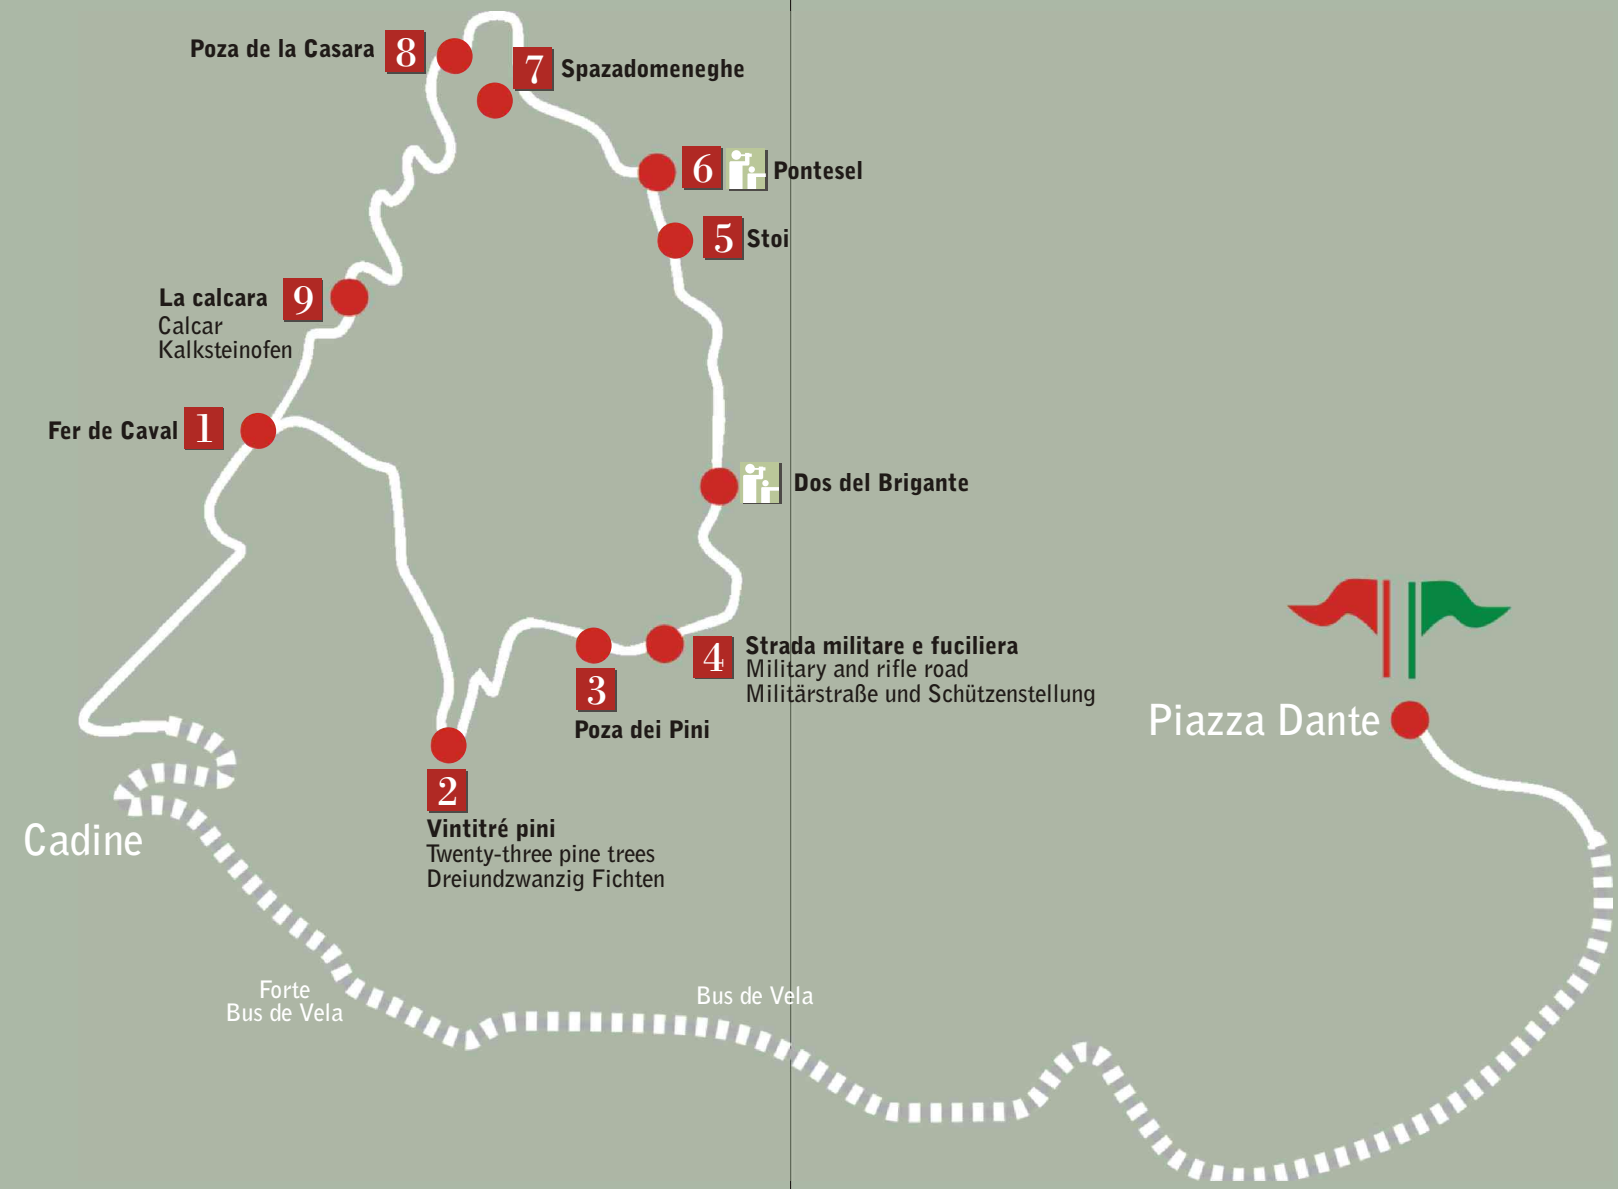 Poza de la Casara 8
7 Spazadomeneghe
6 Pontesel
5 Stoi
La calcara 9
Calcar
Kalksteinofen
Fer de Caval 1
Dos del Brigante
4 Strada militare e fuciliera
Military and rifle road
Militärstraße und Schützenstellung
3
Poza dei Pini
Piazza Dante
2
Vintitré pini
Twenty-three pine trees
Dreiundzwanzig Fichten
Cadine
Forte
Bus de Vela
Bus de Vela